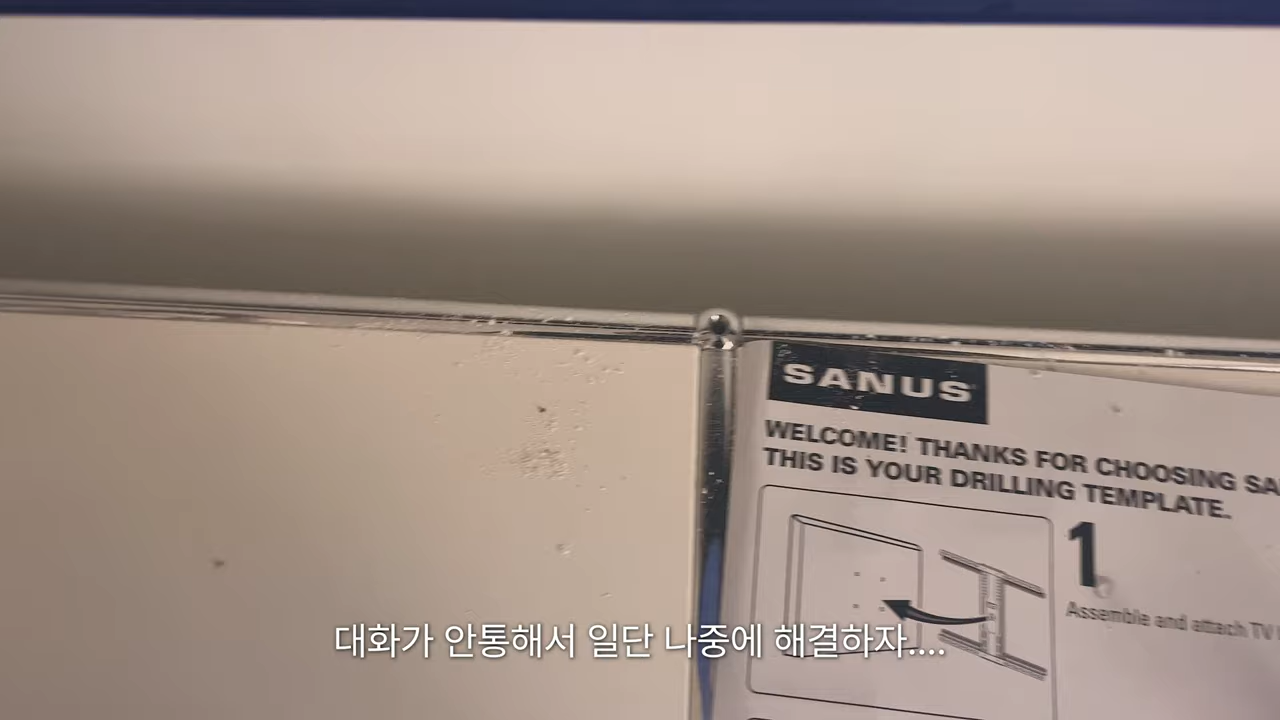 SANUS
WELCOME! THANKS FOR CHOOSING
THIS IS YOUR DRILLING TEMPLATE.
1
Assemble and attach TV
대화가 안통해서 일단 나중에 해결하자....